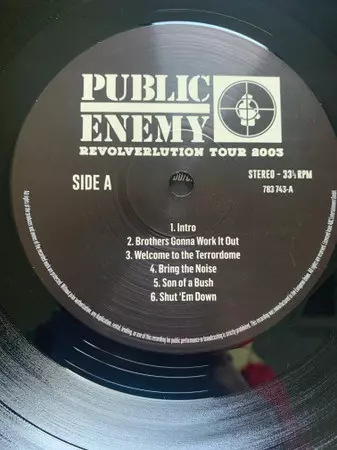 PUBLIC
ENEMY
REVOLVERLUTION TOUR 2003
SIDE A
STEREO - 33⅓ RPM
783 743-A
1. Intro
2. Brothers Gonna Work It Out
3. Welcome to the Terrordome
4. Bring the Noise
5. Son of a Bush
6. Shut 'Em Down